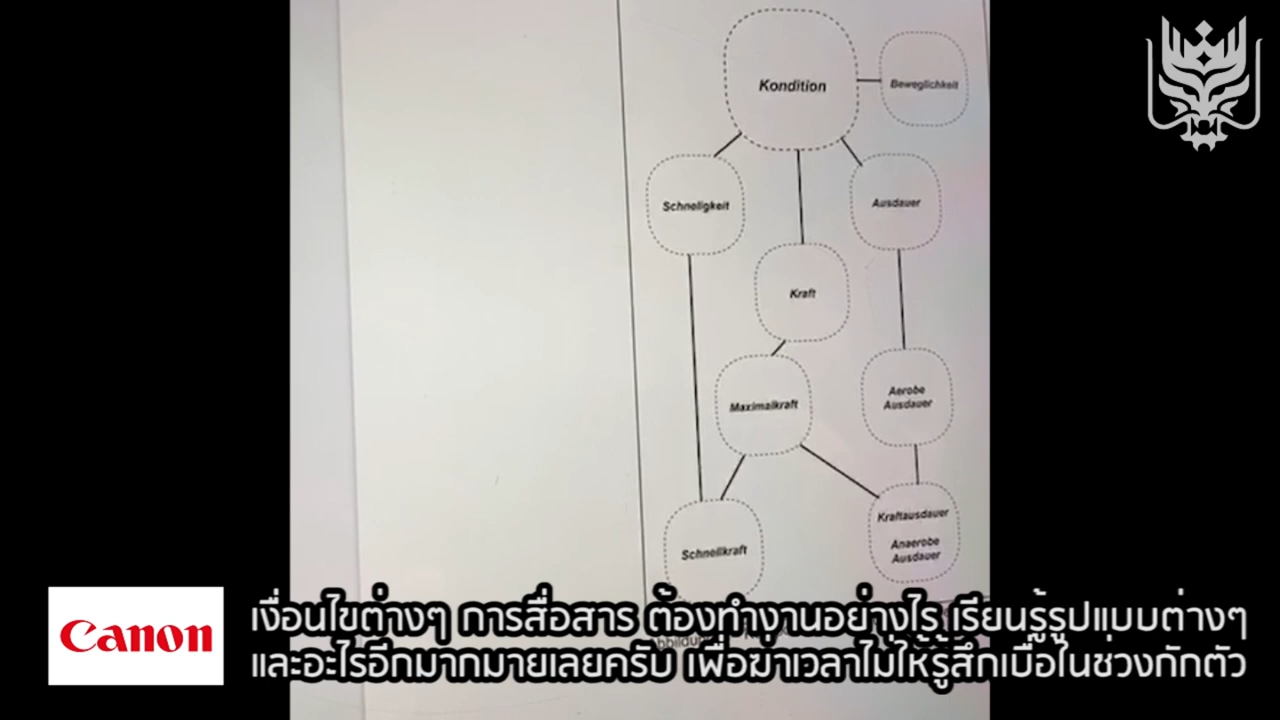 Kondition
Beweglichkeit
Schnelligkeit
Ausdauer
Kraft
Maximalkraft
Aerobe
Ausdauer
Schnellkraft
Kraftausdauer
Anaerobe
Ausdauer
Canon
เงื่อนไขต่างๆ การสื่อสาร ต้องทำงานอย่างไร เรียนรู้รูปแบบต่างๆ
และอะไรอีกมากมายเลยครับ เพื่อฆ่าเวลาไม่ให้รู้สึกเบื่อในช่วงกักตัว